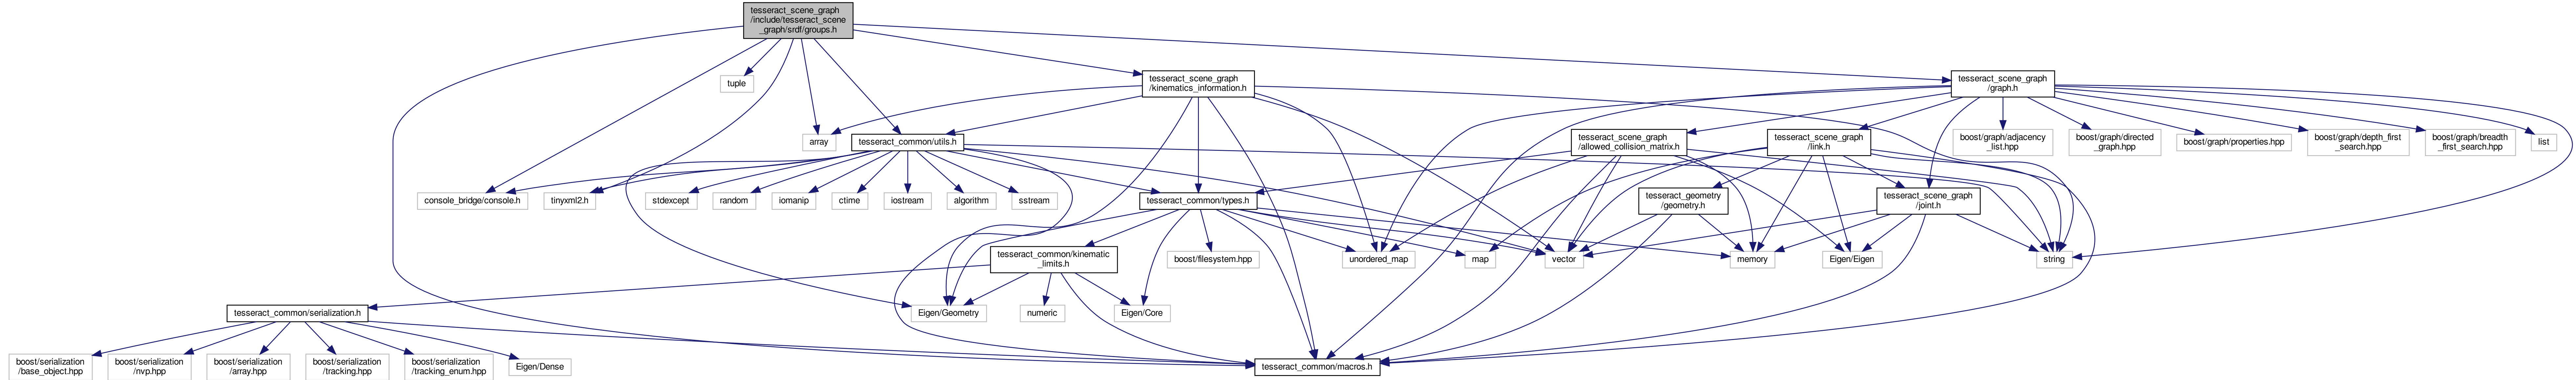 tesseract_scene_graph
/include/tesseract_scene
_graph/srdf/groups.h
tuple
tesseract_scene_graph
/kinematics_information.h
tesseract_scene_graph
/graph.h
array
tesseract_common/utils.h
tesseract_scene_graph
/allowed_collision_matrix.h
tesseract_scene_graph
/link.h
boost/graph/adjacency
_list.hpp
boost/graph/directed
_graph.hpp
boost/graph/properties.hpp
boost/graph/depth_first
_search.hpp
boost/graph/breadth
_first_search.hpp
list
console_bridge/console.h
tinyxml2.h
stdexcept
random
iomanip
ctime
iostream
algorithm
sstream
tesseract_common/types.h
tesseract_geometry
/geometry.h
tesseract_scene_graph
/joint.h
tesseract_common/kinematic
_limits.h
boost/filesystem.hpp
unordered_map
map
vector
memory
Eigen/Eigen
string
tesseract_common/serialization.h
Eigen/Geometry
numeric
Eigen/Core
boost/serialization
/base_object.hpp
boost/serialization
/nvp.hpp
boost/serialization
/array.hpp
boost/serialization
/tracking.hpp
boost/serialization
/tracking_enum.hpp
Eigen/Dense
tesseract_common/macros.h